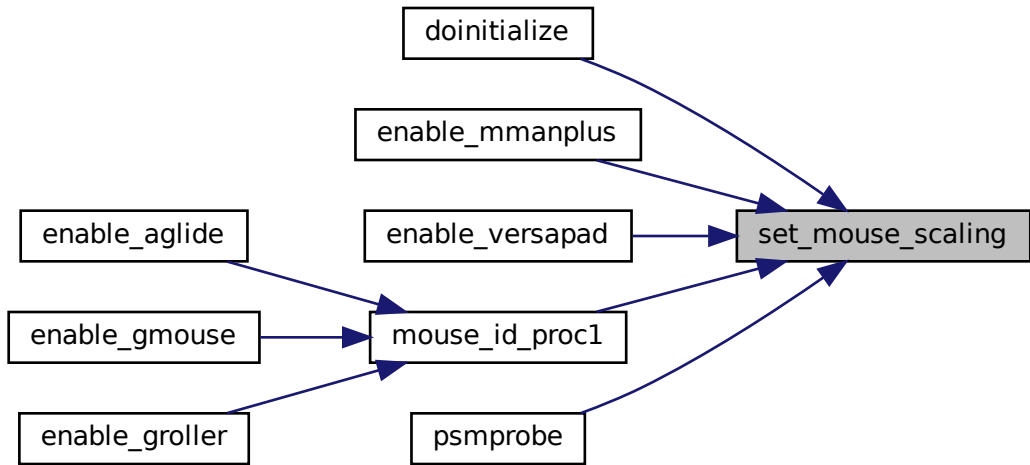 doinitialize
enable_mmanplus
enable_versapad
set_mouse_scaling
enable_aglide
enable_gmouse
mouse_id_proc1
enable_groller
psmprobe